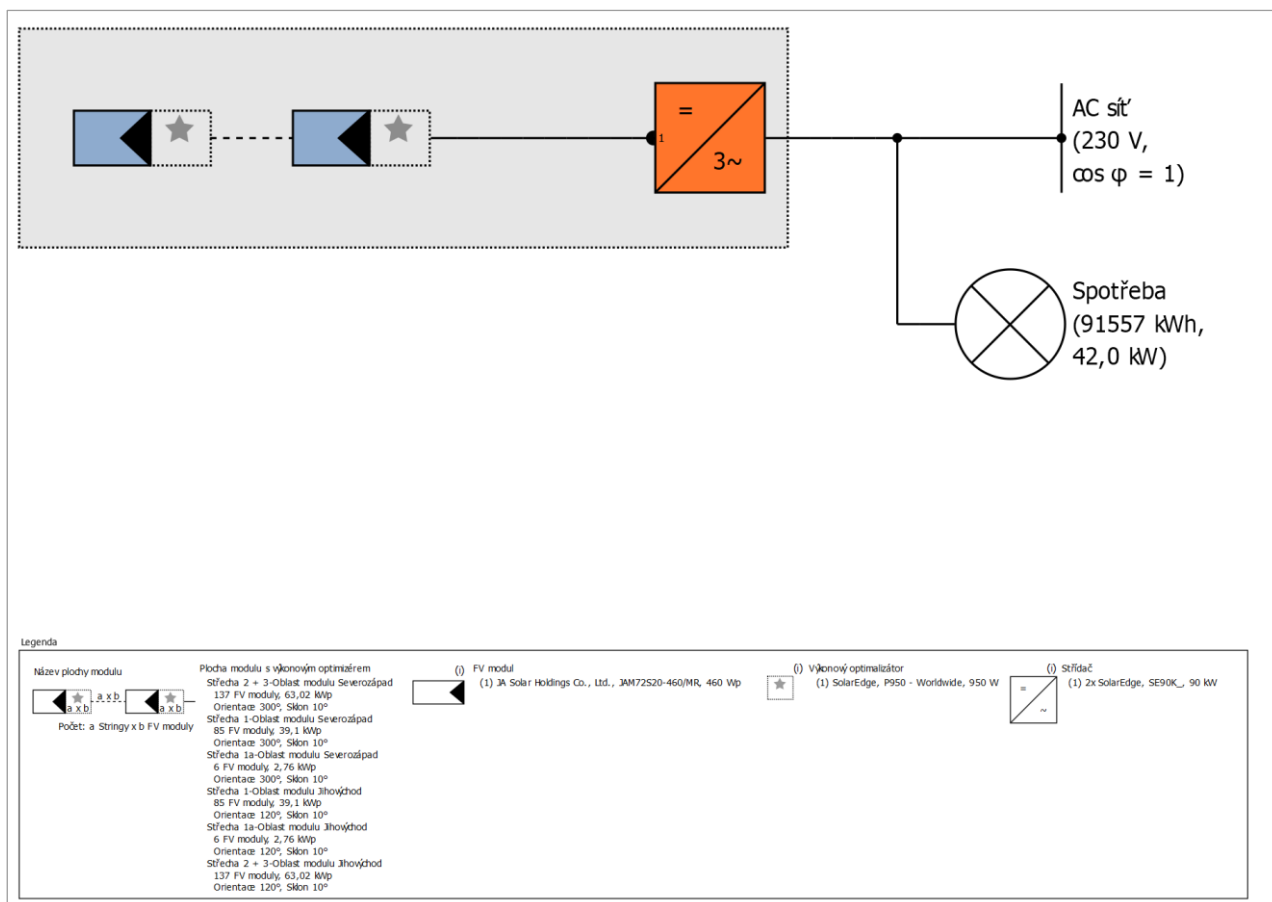 =
1
3~
AC síť
(230 V,
cos φ = 1)
Spotřeba
(91557 kWh,
42,0 kW)
Legenda
Název plochy modulu
a x b
a x b
a x b
Počet: a Stringy x b FV moduly
Plocha modulu s výkonovým optimizérem
Střecha 2 + 3-Oblast modulu Severozápad
137 FV moduly, 63,02 kWp
Orientace 300°, Sklon 10°
Střecha 1-Oblast modulu Severozápad
85 FV moduly, 39,1 kWp
Orientace 300°, Sklon 10°
Střecha 1a-Oblast modulu Severozápad
6 FV moduly, 2,76 kWp
Orientace 300°, Sklon 10°
Střecha 1-Oblast modulu Jihovýchod
85 FV moduly, 39,1 kWp
Orientace 120°, Sklon 10°
Střecha 1a-Oblast modulu Jihovýchod
6 FV moduly, 2,76 kWp
Orientace 120°, Sklon 10°
Střecha 2 + 3-Oblast modulu Jihovýchod
137 FV moduly, 63,02 kWp
Orientace 120°, Sklon 10°
(i) FV modul
(1) JA Solar Holdings Co., Ltd., JAM72S20-460/MR, 460 Wp
(i) Výkonový optimalizátor
(1) SolarEdge, P950 - Worldwide, 950 W
(i) Střídač
=
~
(1) 2x SolarEdge, SE90K_, 90 kW